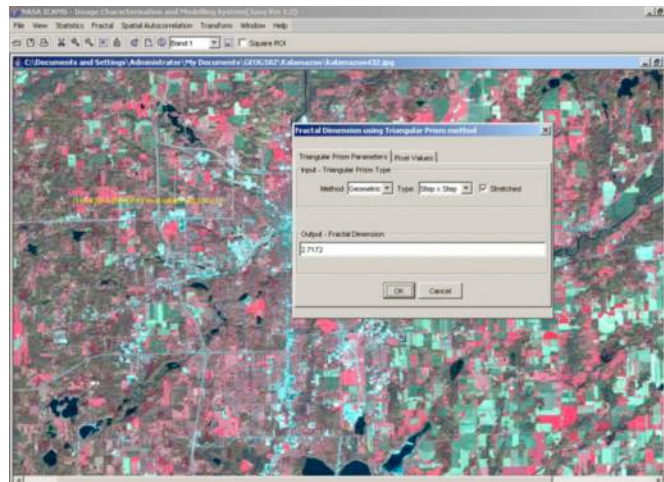 NASA ICAMS - Image Characterization and Modelling System(Java Ver 1.2)
File View Statistics Fractal Spatial Autocorrelation Transform Window Help
Band 1 Square ROI
C:\Documents and Settings\Administrator\My Documents\GEOG582\Kalamazoo\kalamazoo432.jpg
Fractal Dimension using Triangular Prism method
Triangular Prism Parameters Pixel Values
Input - Triangular Prism Type
Method Geometric Type: Step x Step Stretched
Output - Fractal Dimension
2.7172
OK Cancel